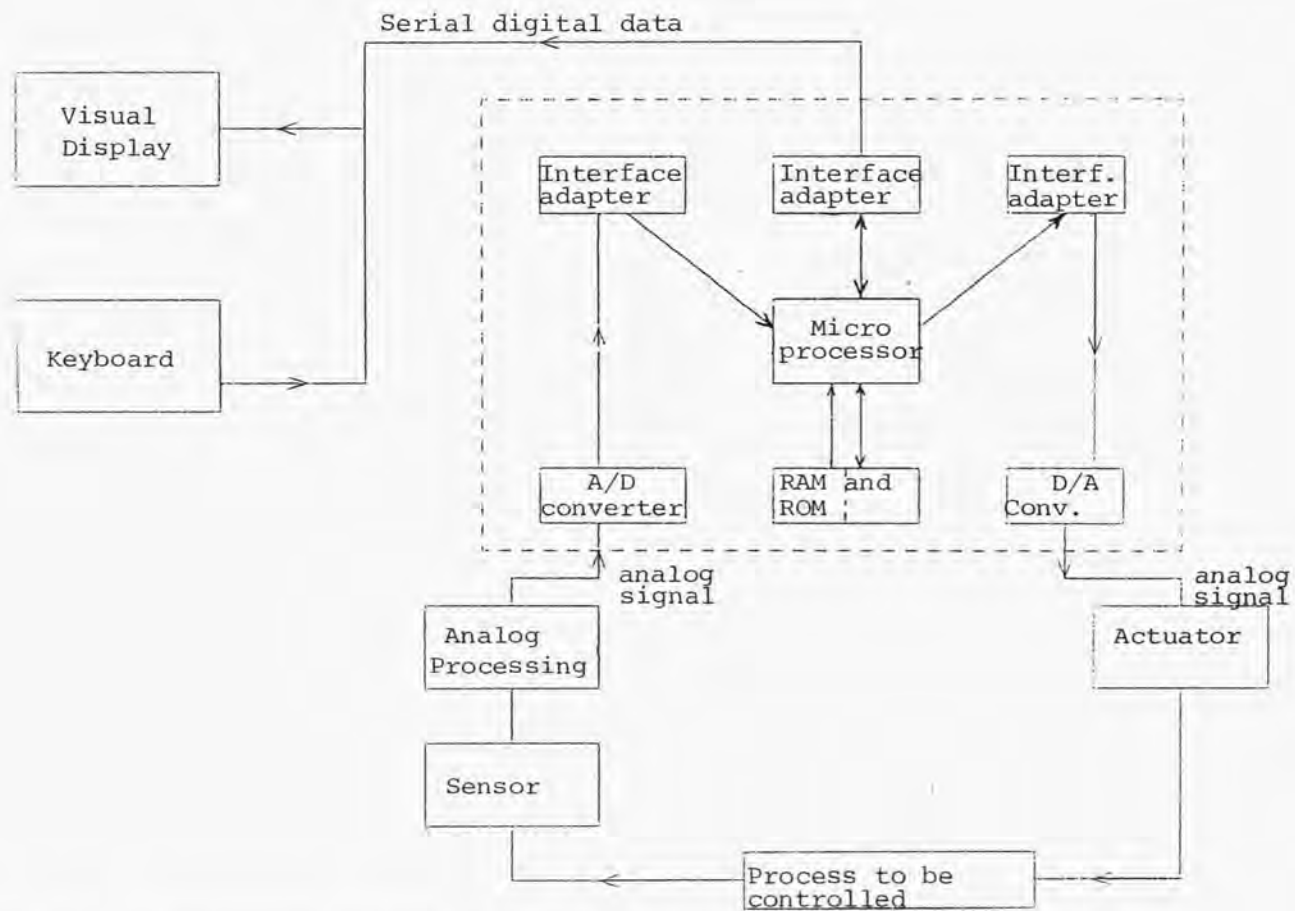 Serial digital data
Visual
Display
Interface
adapter
Interface
adapter
Interf.
adapter
Keyboard
Micro
processor
A/D
converter
RAM and
ROM
D/A
Conv.
analog
signal
analog
signal
Analog
Processing
Actuator
Sensor
Process to be
controlled